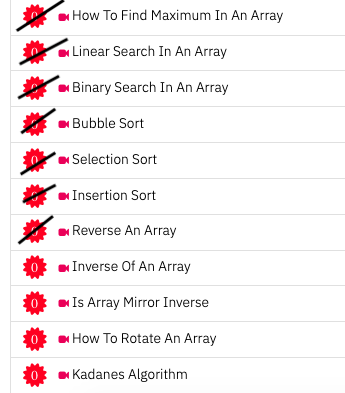 0 How To Find Maximum In An Array
0 Linear Search In An Array
0 Binary Search In An Array
0 Bubble Sort
0 Selection Sort
0 Insertion Sort
0 Reverse An Array
0 Inverse Of An Array
0 Is Array Mirror Inverse
0 How To Rotate An Array
0 Kadanes Algorithm